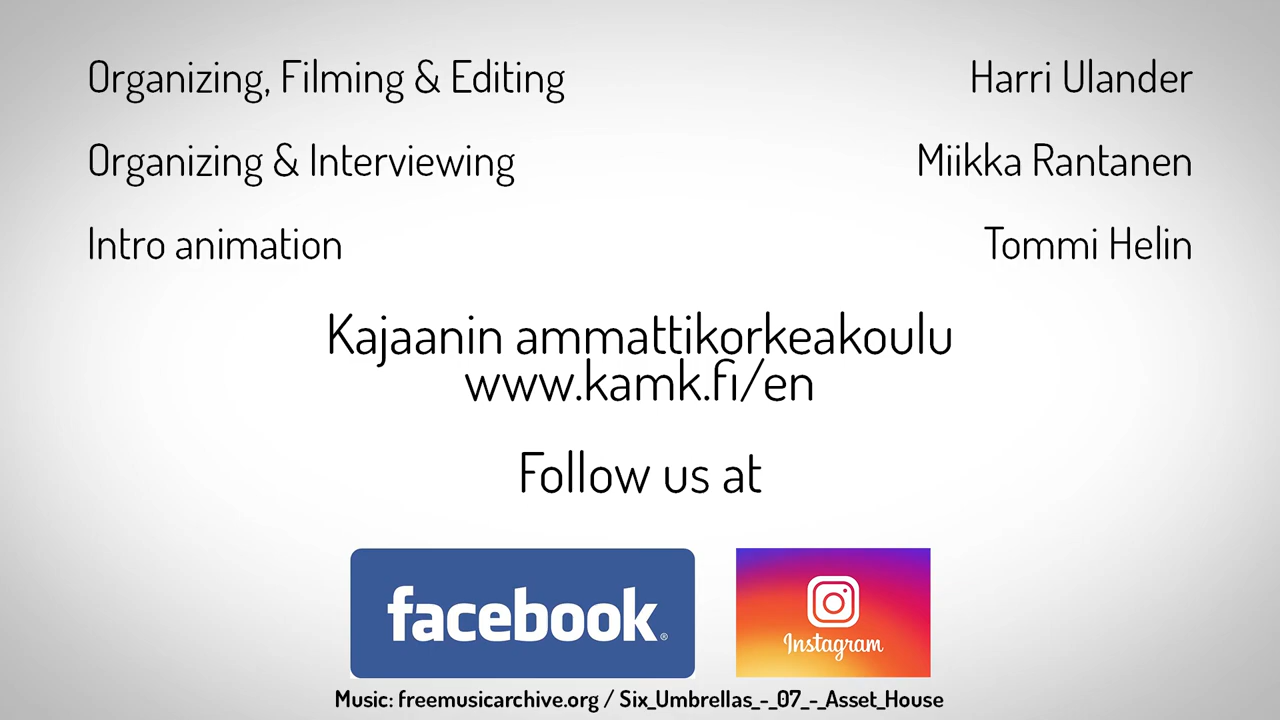 Organizing, Filming & Editing Harri Ulander
Organizing & Interviewing Miikka Rantanen
Intro animation Tommi Helin
Kajaanin ammattikorkeakoulu
www.kamk.fi/en
Follow us at
facebook®
Instagram
Music: freemusicarchive.org / Six_Umbrellas_-_07_-_Asset_House